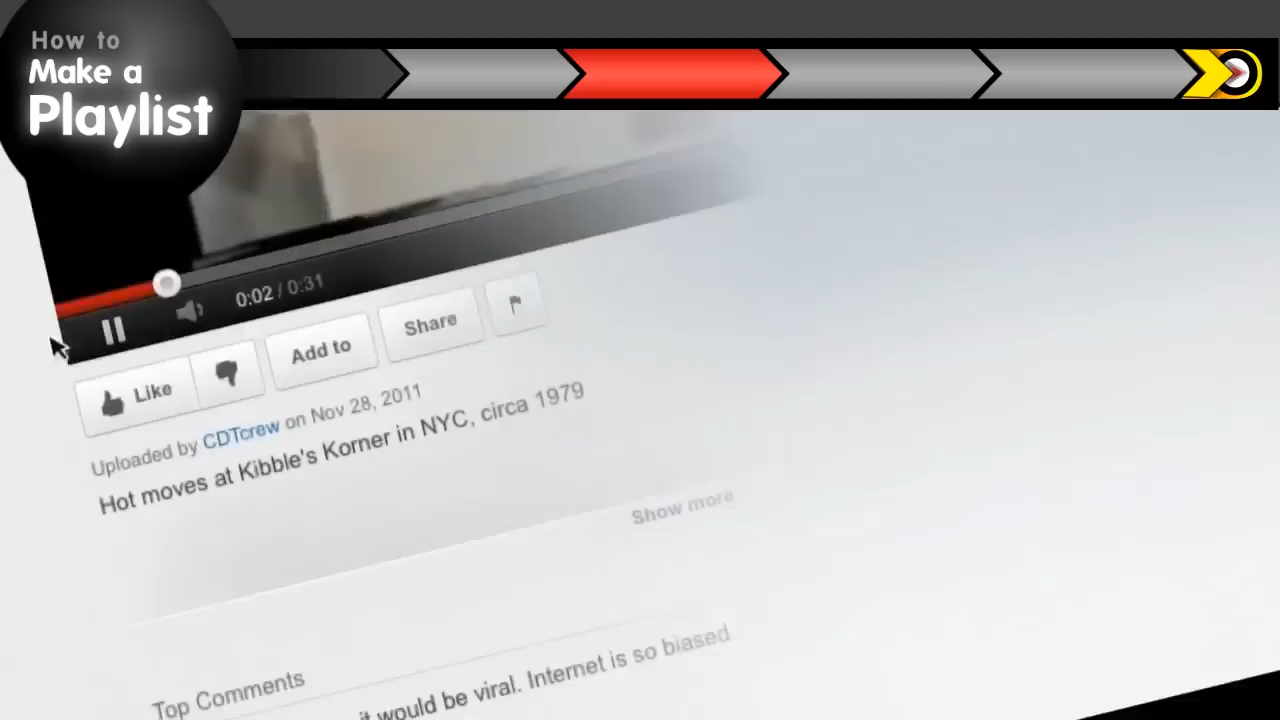 How to
Make a
Playlist
0:02 / 0:31
Like
Add to
Share
Uploaded by CDTcrew on Nov 28, 2011
Hot moves at Kibble's Korner in NYC, circa 1979
Show more
Top Comments
it would be viral. Internet is so biased